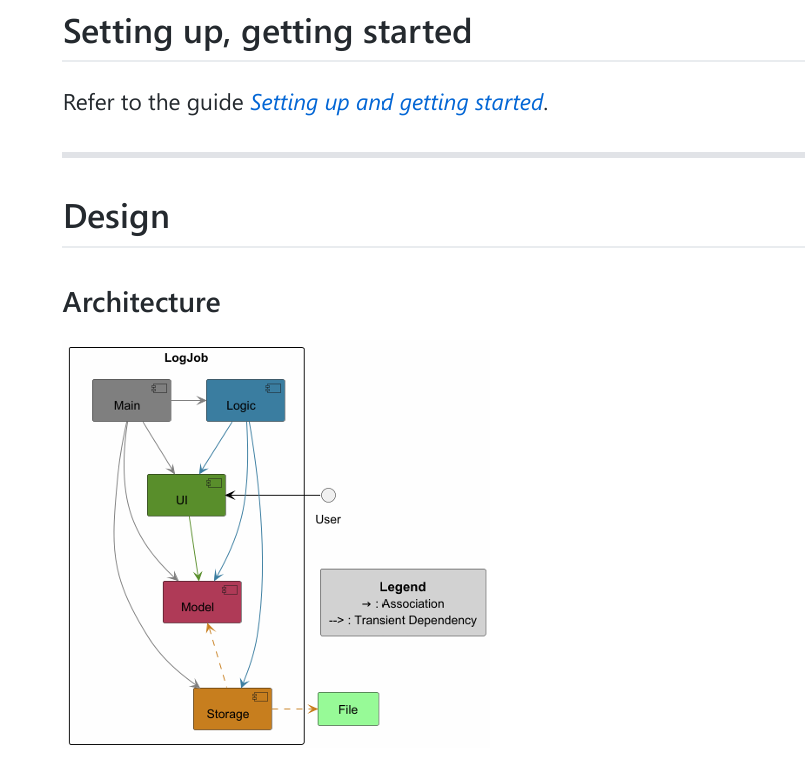 Setting up, getting started
Refer to the guide Setting up and getting started.
Design
Architecture
LogJob
Main
Logic
UI
User
Model
Legend
→ : Association
--> : Transient Dependency
Storage
File